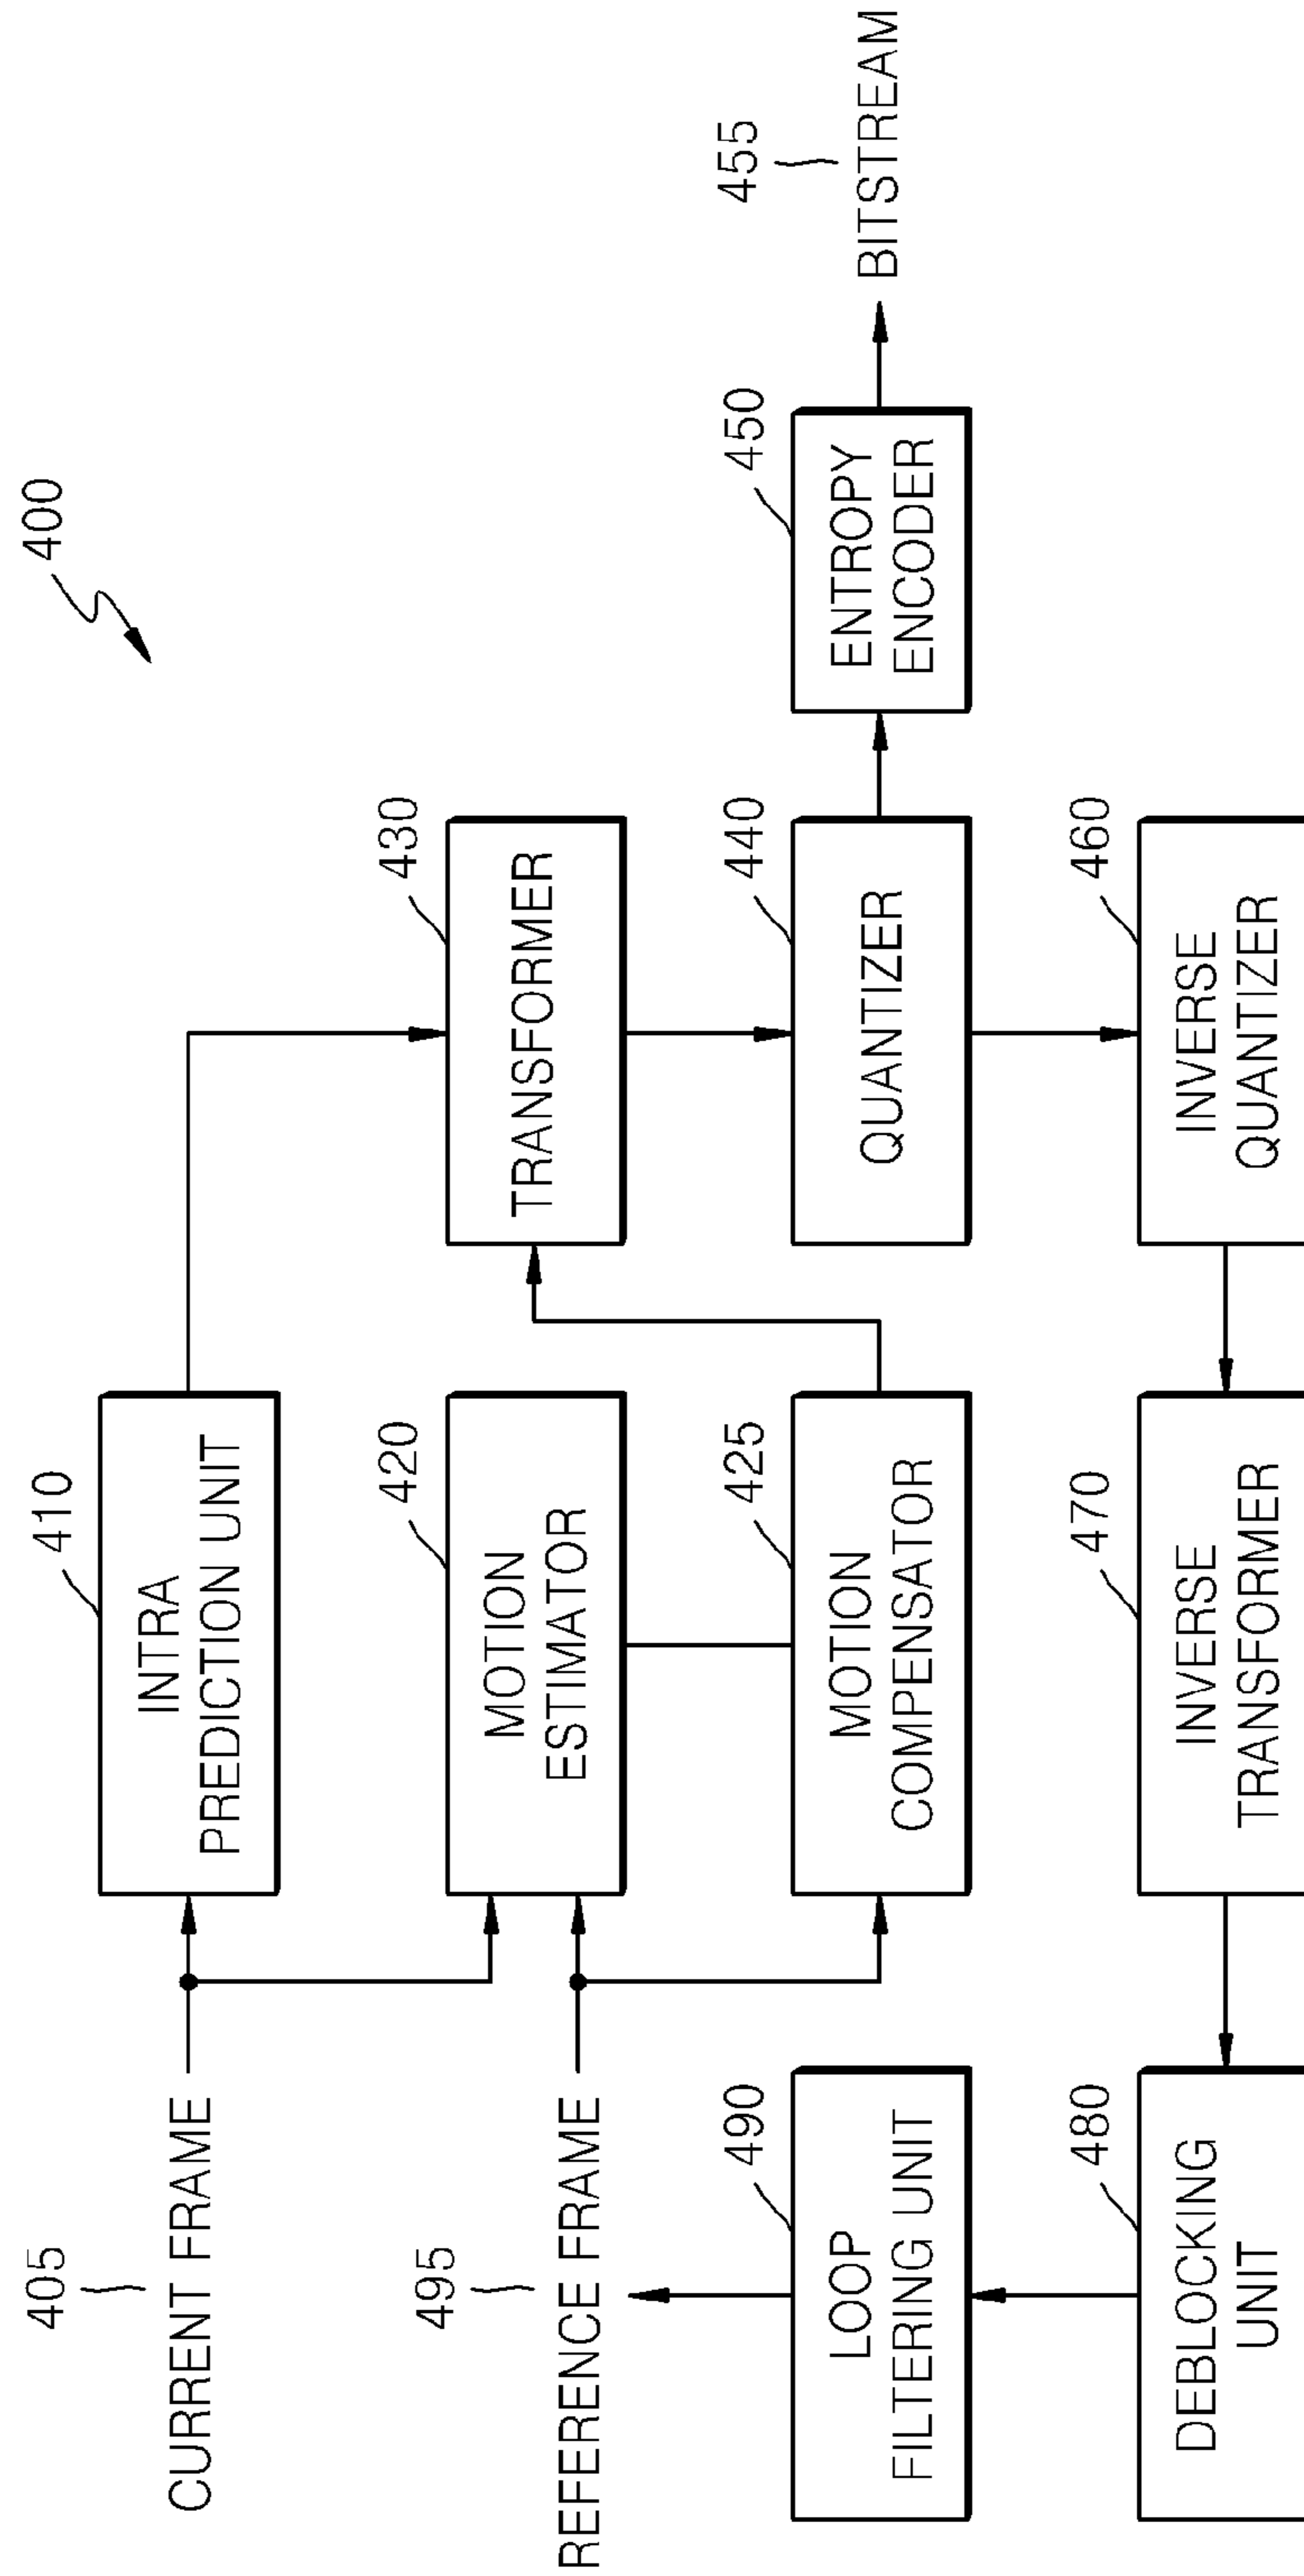 400
405
CURRENT FRAME
410
INTRA
PREDICTION UNIT
495
REFERENCE FRAME
420
MOTION
ESTIMATOR
430
TRANSFORMER
490
LOOP
FILTERING UNIT
425
MOTION
COMPENSATOR
440
QUANTIZER
450
ENTROPY
ENCODER
455
BITSTREAM
480
DEBLOCKING
UNIT
470
INVERSE
TRANSFORMER
460
INVERSE
QUANTIZER